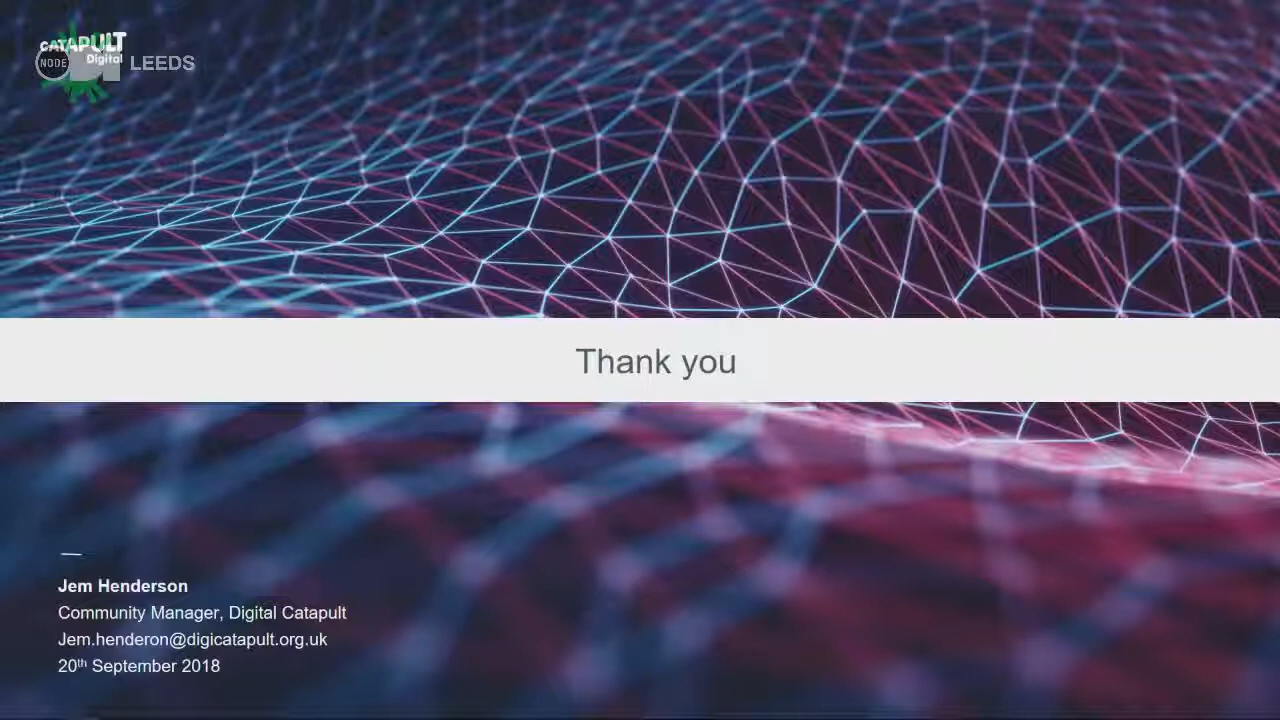 CATAPULT
Digital
NODE
LEEDS
Thank you
Jem Henderson
Community Manager, Digital Catapult
Jem.henderon@digicatapult.org.uk
20th September 2018